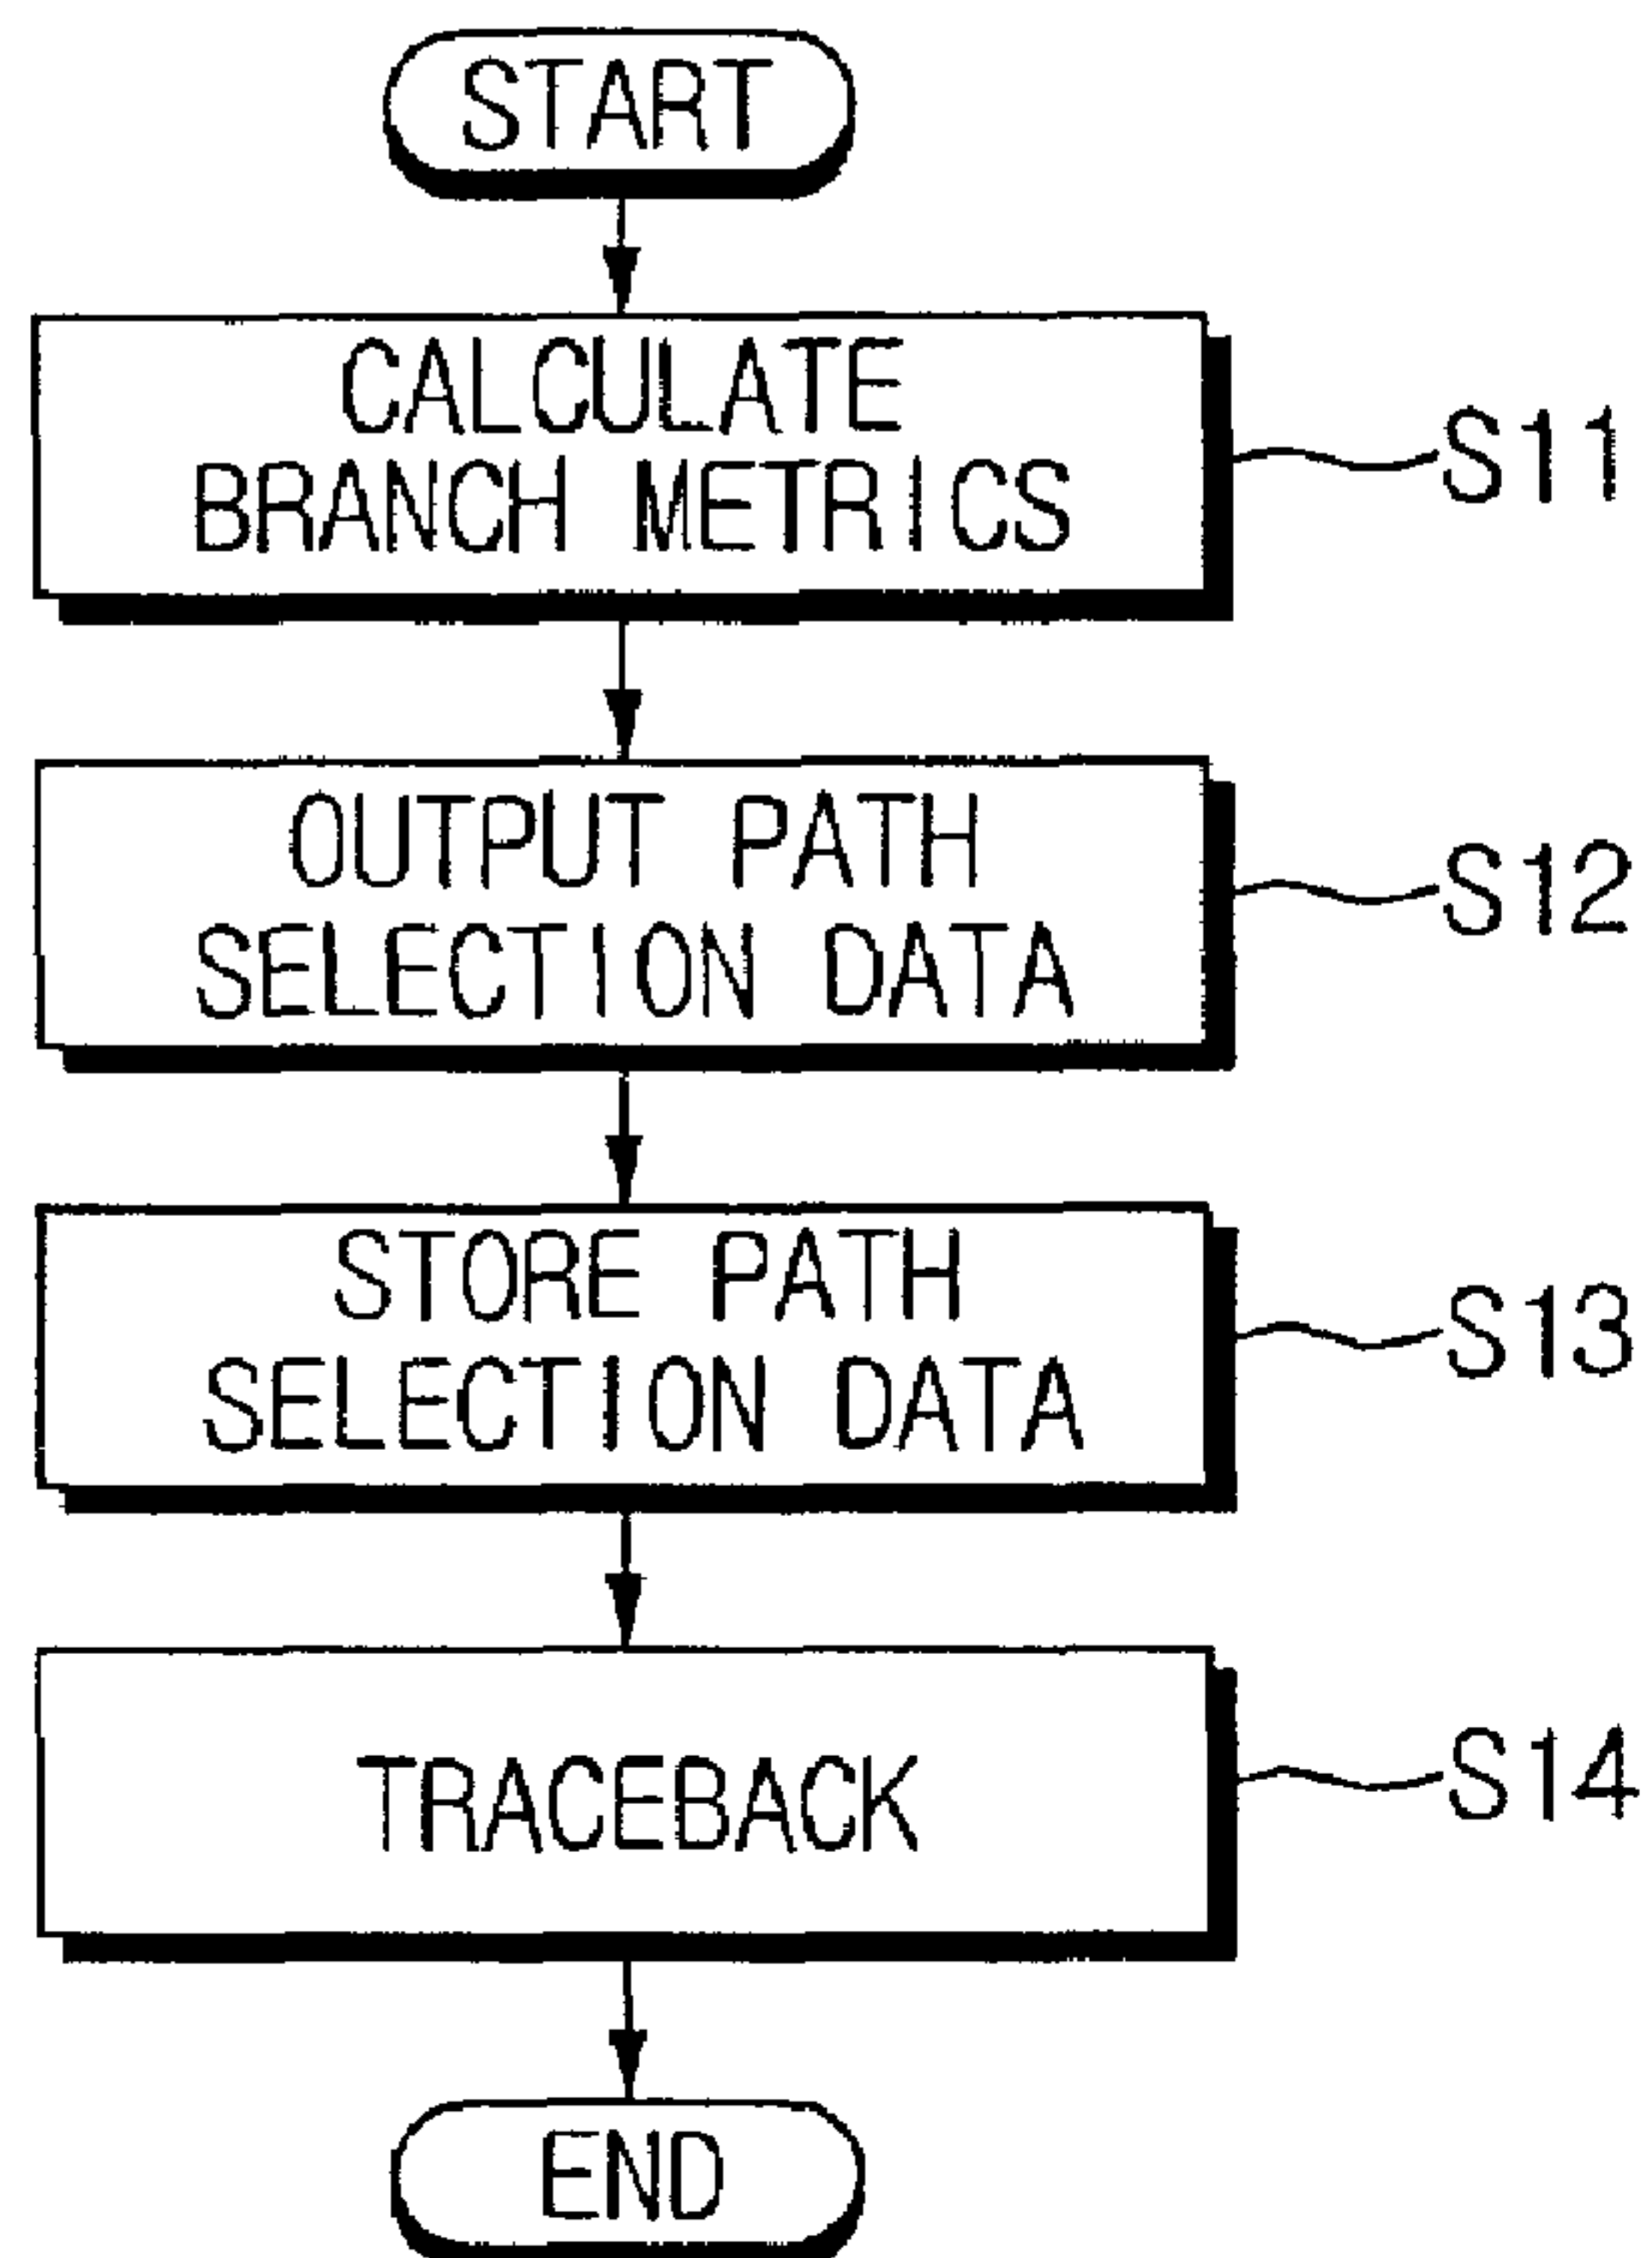 START
CALCULATE
BRANCH METRICS
S11
OUTPUT PATH
SELECTION DATA
S12
STORE PATH
SELECTION DATA
S13
TRACEBACK
S14
END